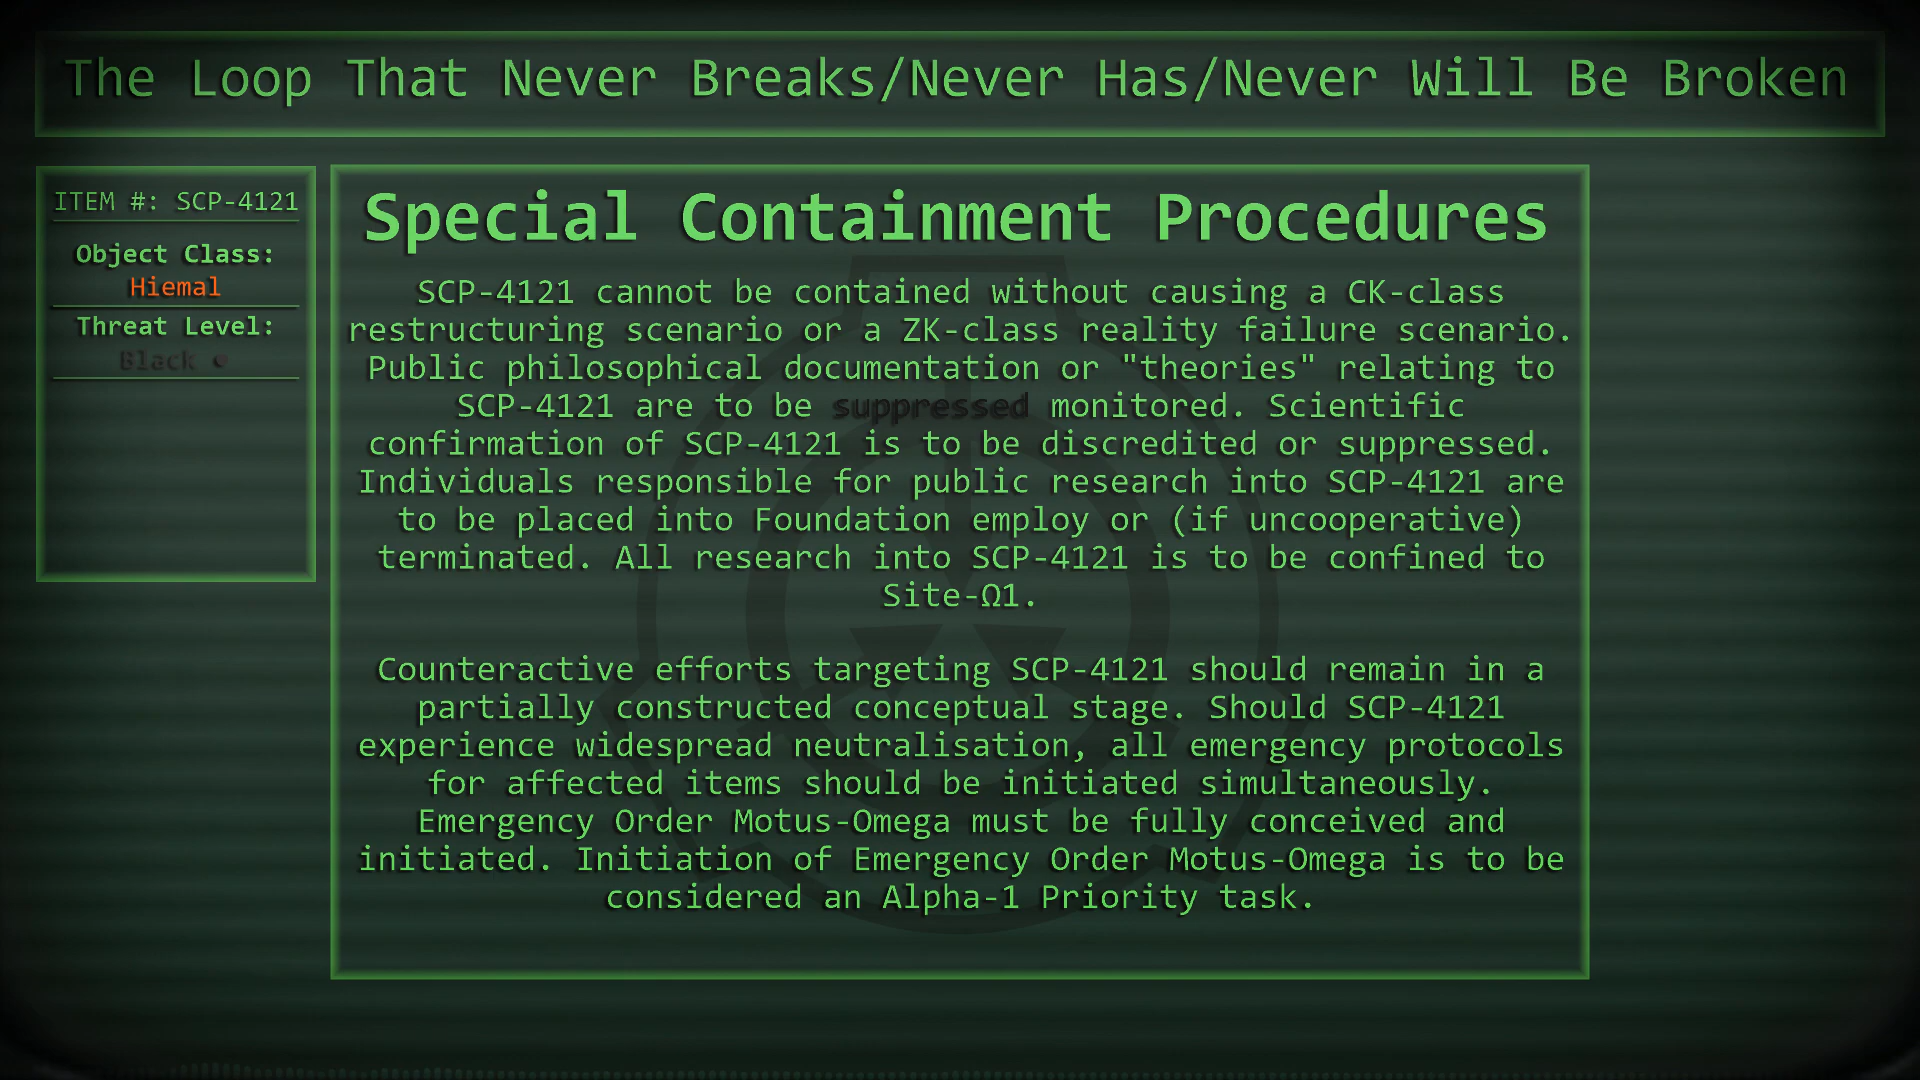 The Loop That Never Breaks/Never Has/Never Will Be Broken
ITEM #: SCP-4121
Object Class:
Hiemal
Threat Level:
Black ●
Special Containment Procedures
SCP-4121 cannot be contained without causing a CK-class
restructuring scenario or a ZK-class reality failure scenario.
Public philosophical documentation or "theories" relating to
SCP-4121 are to be suppressed monitored. Scientific
confirmation of SCP-4121 is to be discredited or suppressed.
Individuals responsible for public research into SCP-4121 are
to be placed into Foundation employ or (if uncooperative)
terminated. All research into SCP-4121 is to be confined to
Site-Ω1.
Counteractive efforts targeting SCP-4121 should remain in a
partially constructed conceptual stage. Should SCP-4121
experience widespread neutralisation, all emergency protocols
for affected items should be initiated simultaneously.
Emergency Order Motus-Omega must be fully conceived and
initiated. Initiation of Emergency Order Motus-Omega is to be
considered an Alpha-1 Priority task.